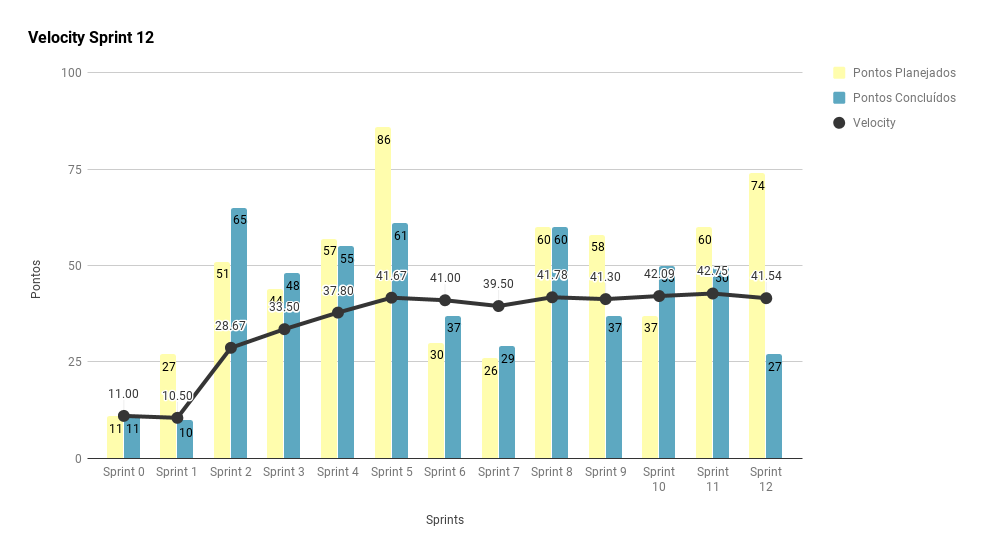 Velocity Sprint 12
Pontos Planejados
Pontos Concluídos
Velocity
100
75
50
25
0
Pontos
11 11 11.00
27 10 10.50
51 65 28.67
44 48 33.50
57 55 37.80
86 61 41.67
30 37 41.00
26 29 39.50
60 60 41.78
58 37 41.30
37 42.09
60 50 42.75
74 27 41.54
Sprint 0 Sprint 1 Sprint 2 Sprint 3 Sprint 4 Sprint 5 Sprint 6 Sprint 7 Sprint 8 Sprint 9 Sprint 10 Sprint 11 Sprint 12
Sprints